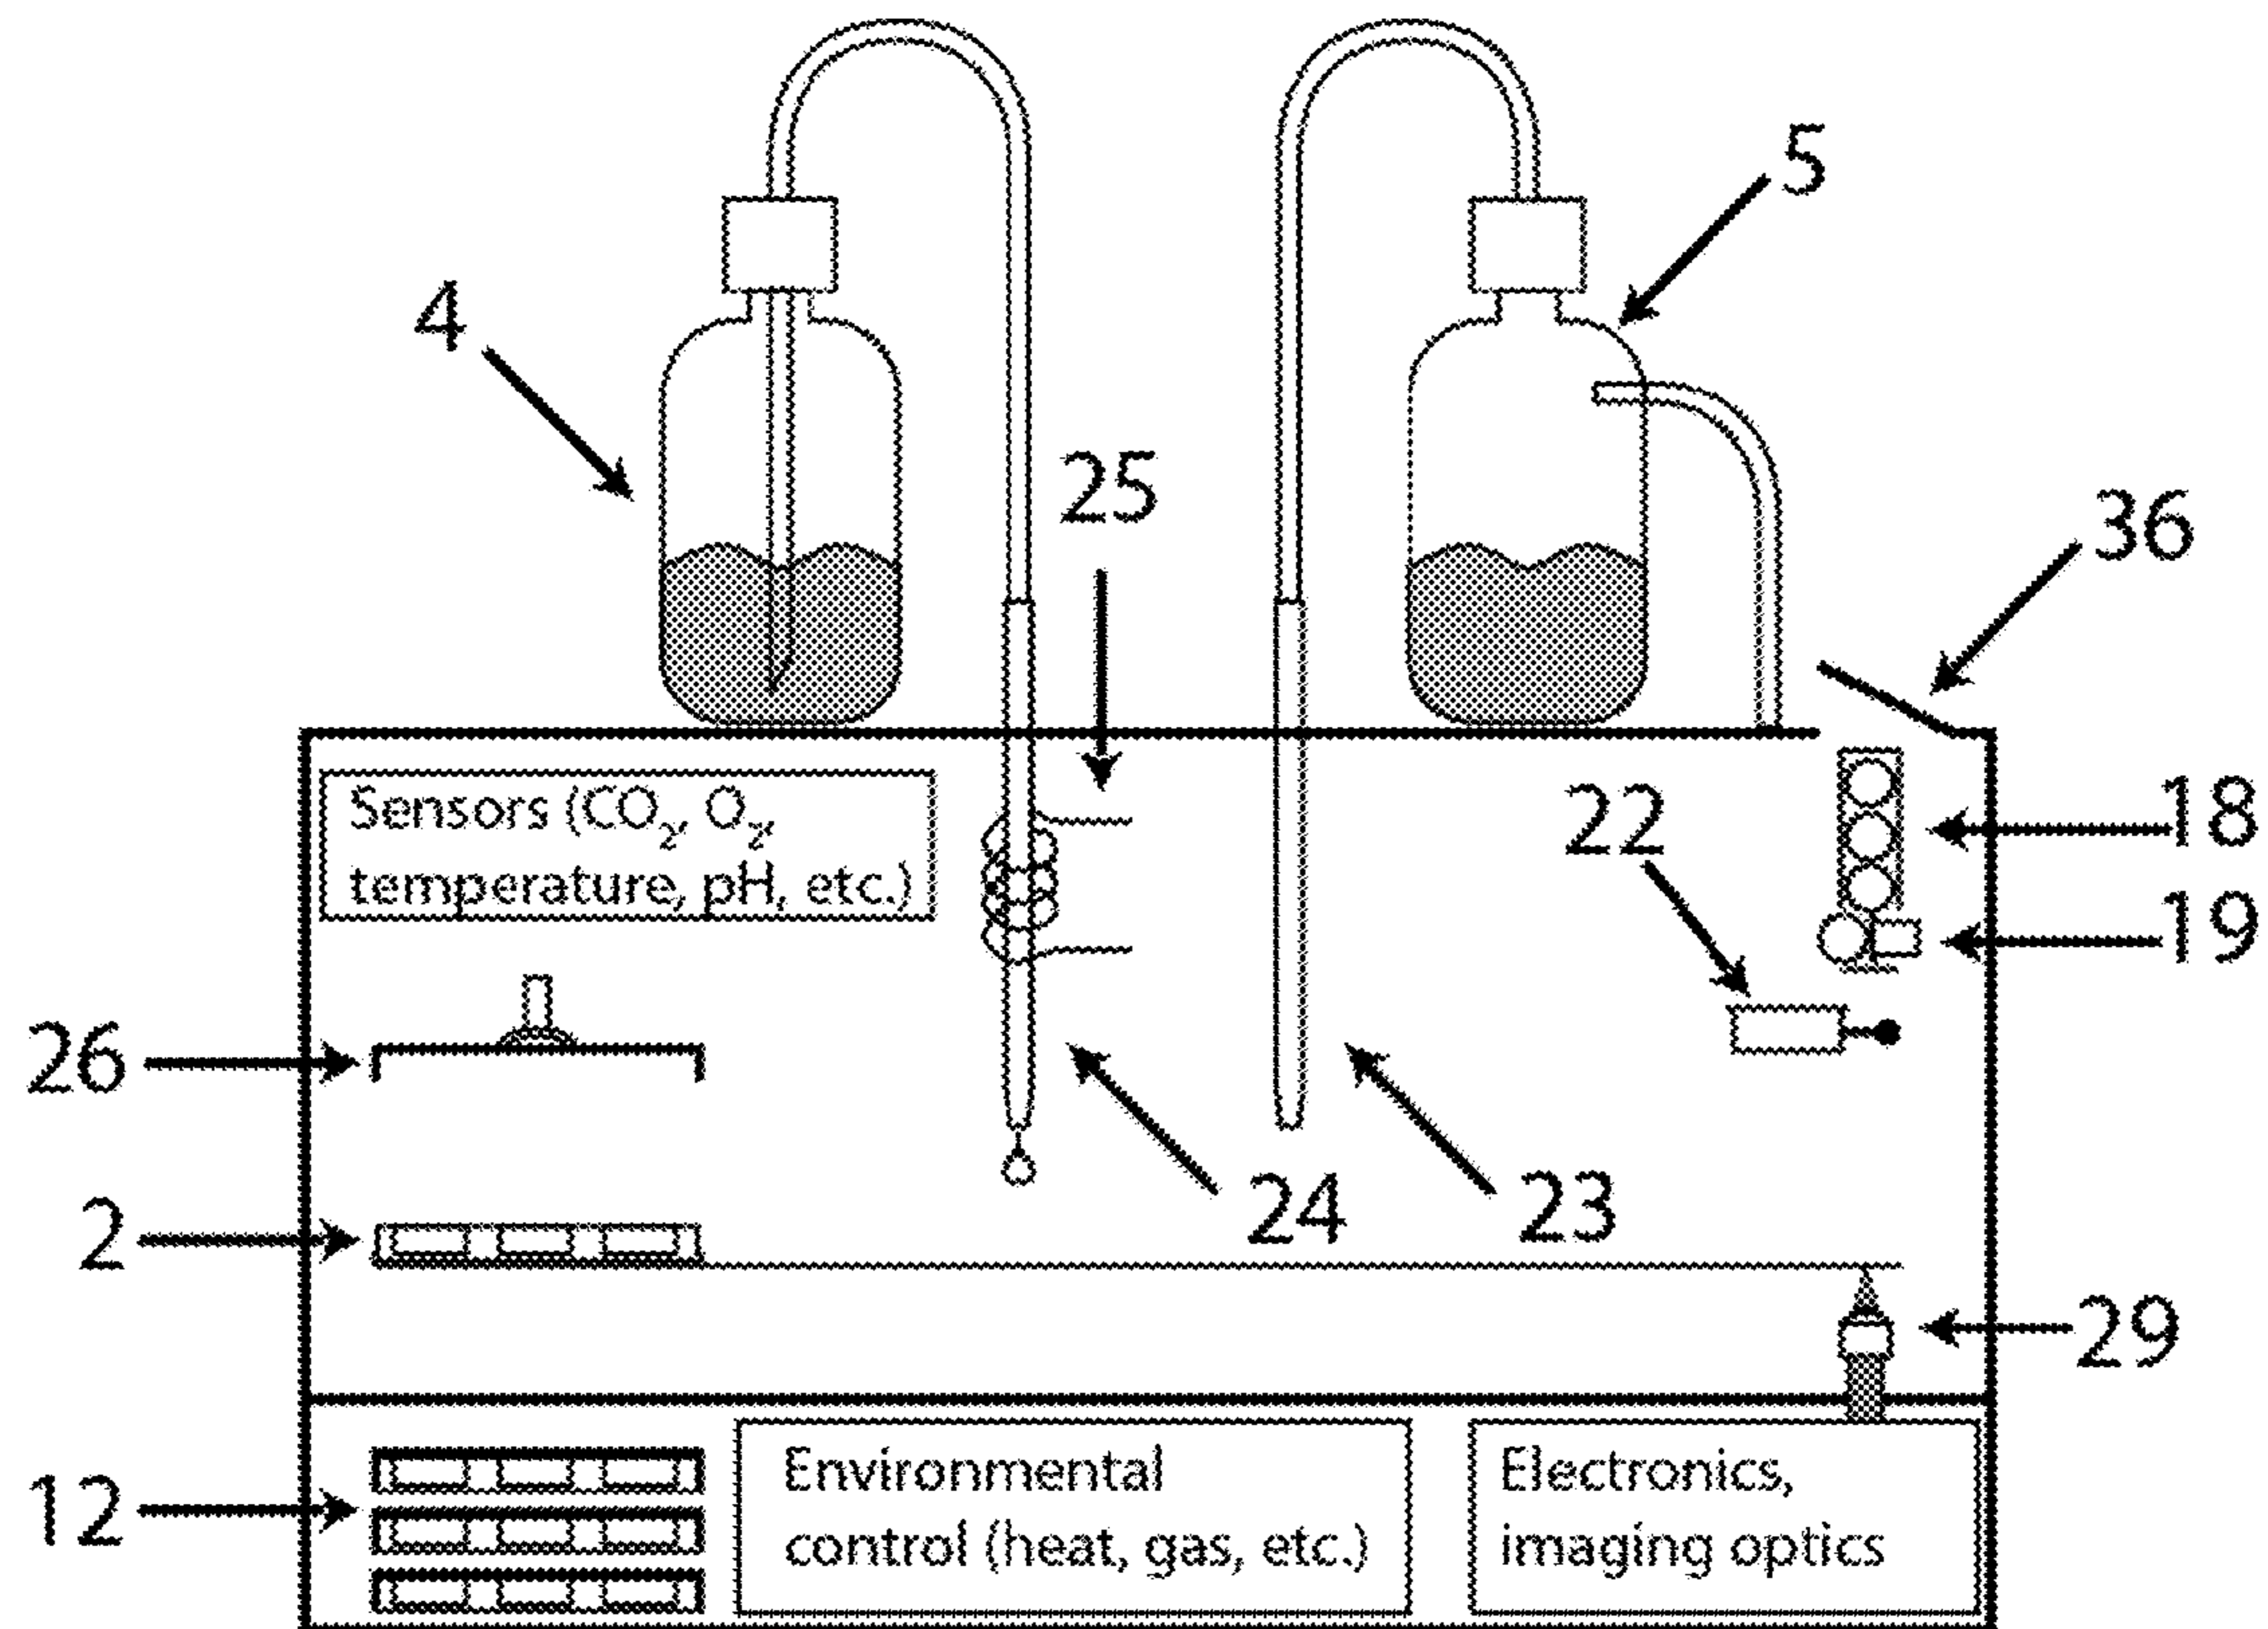 5
4
25
36
Sensors (CO₂, O₂,
temperature, pH, etc.)
22
18
19
26
24
23
2
29
12
Environmental
control (heat, gas, etc.)
Electronics,
imaging optics